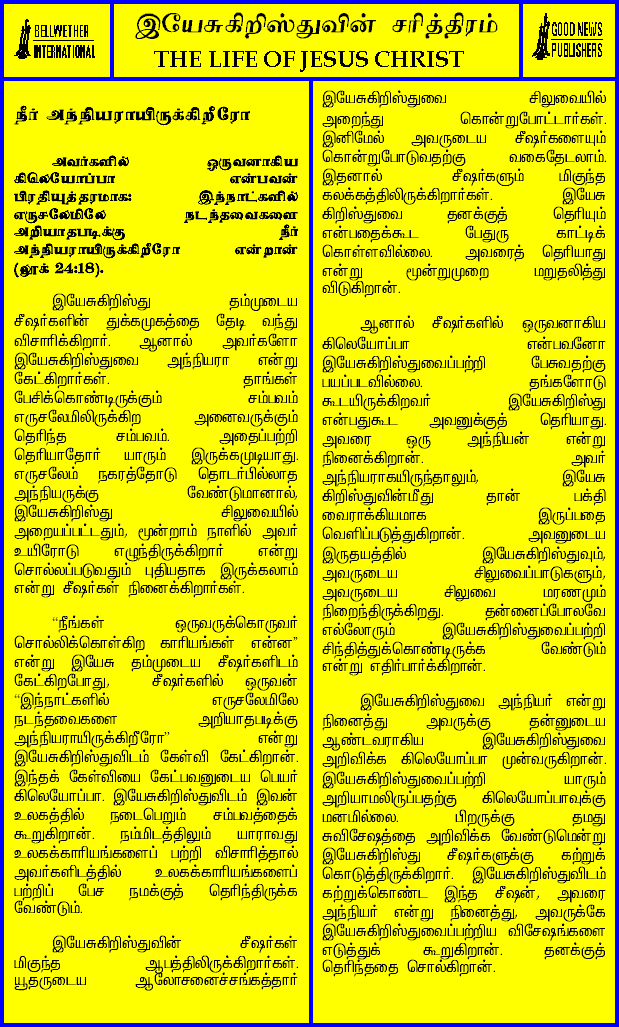 BELLWETHER
INTERNATIONAL
இயேசுகிறிஸ்துவின் சரித்திரம்
THE LIFE OF JESUS CHRIST
GOOD NEWS
PUBLISHERS
நீர் அந்நியராயிருக்கிறீரோ
அவர்களில் ஒருவனாகிய
கிலெயோப்பா என்பவன்
பிரதியுத்தரமாக: இந்நாட்களில்
எருசலேமிலே நடந்தவைகளை
அறியாதபடிக்கு நீர்
அந்நியராயிருக்கிறீரோ என்றான்
(லூக் 24:18).
இயேசுகிறிஸ்து தம்முடைய
சீஷர்களின் துக்கமுகத்தை தேடி வந்து
விசாரிக்கிறார். ஆனால் அவர்களோ
இயேசுகிறிஸ்துவை அந்நியரா என்று
கேட்கிறார்கள். தாங்கள்
பேசிக்கொண்டிருக்கும் சம்பவம்
எருசலேமிலிருக்கிற அனைவருக்கும்
தெரிந்த சம்பவம். அதைப்பற்றி
தெரியாதோர் யாரும் இருக்கமுடியாது.
எருசலேம் நகரத்தோடு தொடர்பில்லாத
அந்நியருக்கு வேண்டுமானால்,
இயேசுகிறிஸ்து சிலுவையில்
அறையப்பட்டதும், மூன்றாம் நாளில் அவர்
உயிரோடு எழுந்திருக்கிறார் என்று
சொல்லப்படுவதும் புதியதாக இருக்கலாம்
என்று சீஷர்கள் நினைக்கிறார்கள்.
“நீங்கள் ஒருவருக்கொருவர்
சொல்லிக்கொள்கிற காரியங்கள் என்ன”
என்று இயேசு தம்முடைய சீஷர்களிடம்
கேட்கிறபோது, சீஷர்களில் ஒருவன்
“இந்நாட்களில் எருசலேமிலே
நடந்தவைகளை அறியாதபடிக்கு
அந்நியராயிருக்கிறீரோ” என்று
இயேசுகிறிஸ்துவிடம் கேள்வி கேட்கிறான்.
இந்தக் கேள்வியை கேட்பவனுடைய பெயர்
கிலெயோப்பா. இயேசுகிறிஸ்துவிடம் இவன்
உலகத்தில் நடைபெறும் சம்பவத்தைக்
கூறுகிறான். நம்மிடத்திலும் யாராவது
உலகக்காரியங்களைப் பற்றி விசாரித்தால்
அவர்களிடத்தில் உலகக்காரியங்களைப்
பற்றிப் பேச நமக்குத் தெரிந்திருக்க
வேண்டும்.
இயேசுகிறிஸ்துவின் சீஷர்கள்
மிகுந்த ஆபத்திலிருக்கிறார்கள்.
யூதருடைய ஆலோசனைச்சங்கத்தார்
இயேசுகிறிஸ்துவை சிலுவையில்
அறைந்து கொன்றுபோட்டார்கள்.
இனிமேல் அவருடைய சீஷர்களையும்
கொன்றுபோடுவதற்கு வகைதேடலாம்.
இதனால் சீஷர்களும் மிகுந்த
கலக்கத்திலிருக்கிறார்கள். இயேசு
கிறிஸ்துவை தனக்குத் தெரியும்
என்பதைக்கூட பேதுரு காட்டிக்
கொள்ளவில்லை. அவரைத் தெரியாது
என்று மூன்றுமுறை மறுதலித்து
விடுகிறான்.
ஆனால் சீஷர்களில் ஒருவனாகிய
கிலெயோப்பா என்பவனோ
இயேசுகிறிஸ்துவைப்பற்றி பேசுவதற்கு
பயப்படவில்லை. தங்களோடு
கூடயிருக்கிறவர் இயேசுகிறிஸ்து
என்பதுகூட அவனுக்குத் தெரியாது.
அவரை ஒரு அந்நியன் என்று
நினைக்கிறான். அவர்
அந்நியராகயிருந்தாலும், இயேசு
கிறிஸ்துவின்மீது தான் பக்தி
வைராக்கியமாக இருப்பதை
வெளிப்படுத்துகிறான். அவனுடைய
இருதயத்தில் இயேசுகிறிஸ்துவும்,
அவருடைய சிலுவைப்பாடுகளும்,
அவருடைய சிலுவை மரணமும்
நிறைந்திருக்கிறது. தன்னைப்போலவே
எல்லோரும் இயேசுகிறிஸ்துவைப்பற்றி
சிந்தித்துக்கொண்டிருக்க வேண்டும்
என்று எதிர்பார்க்கிறான்.
இயேசுகிறிஸ்துவை அந்நியர் என்று
நினைத்து அவருக்கு தன்னுடைய
ஆண்டவராகிய இயேசுகிறிஸ்துவை
அறிவிக்க கிலெயோப்பா முன்வருகிறான்.
இயேசுகிறிஸ்துவைப்பற்றி யாரும்
அறியாமலிருப்பதற்கு கிலெயோப்பாவுக்கு
மனமில்லை. பிறருக்கு தமது
சுவிசேஷத்தை அறிவிக்க வேண்டுமென்று
இயேசுகிறிஸ்து சீஷர்களுக்கு கற்றுக்
கொடுத்திருக்கிறார். இயேசுகிறிஸ்துவிடம்
கற்றுக்கொண்ட இந்த சீஷன், அவரை
அந்நியர் என்று நினைத்து, அவருக்கே
இயேசுகிறிஸ்துவைப்பற்றிய விசேஷங்களை
எடுத்துக் கூறுகிறான். தனக்குத்
தெரிந்ததை சொல்கிறான்.